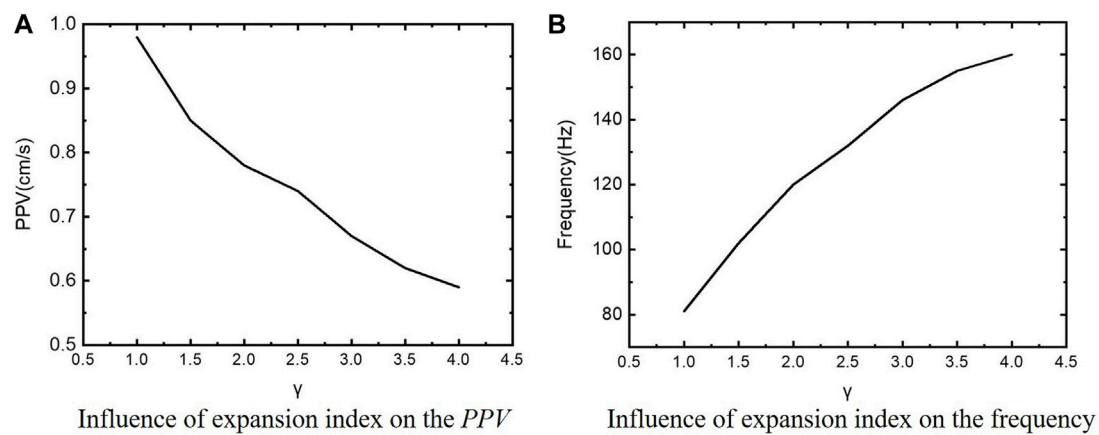 A
1.0
0.9
0.8
0.7
0.6
0.5
PPV(cm/s)
0.5 1.0 1.5 2.0 2.5 3.0 3.5 4.0 4.5
γ
Influence of expansion index on the PPV
B
160
140
120
100
80
Frequency(Hz)
0.5 1.0 1.5 2.0 2.5 3.0 3.5 4.0 4.5
γ
Influence of expansion index on the frequency